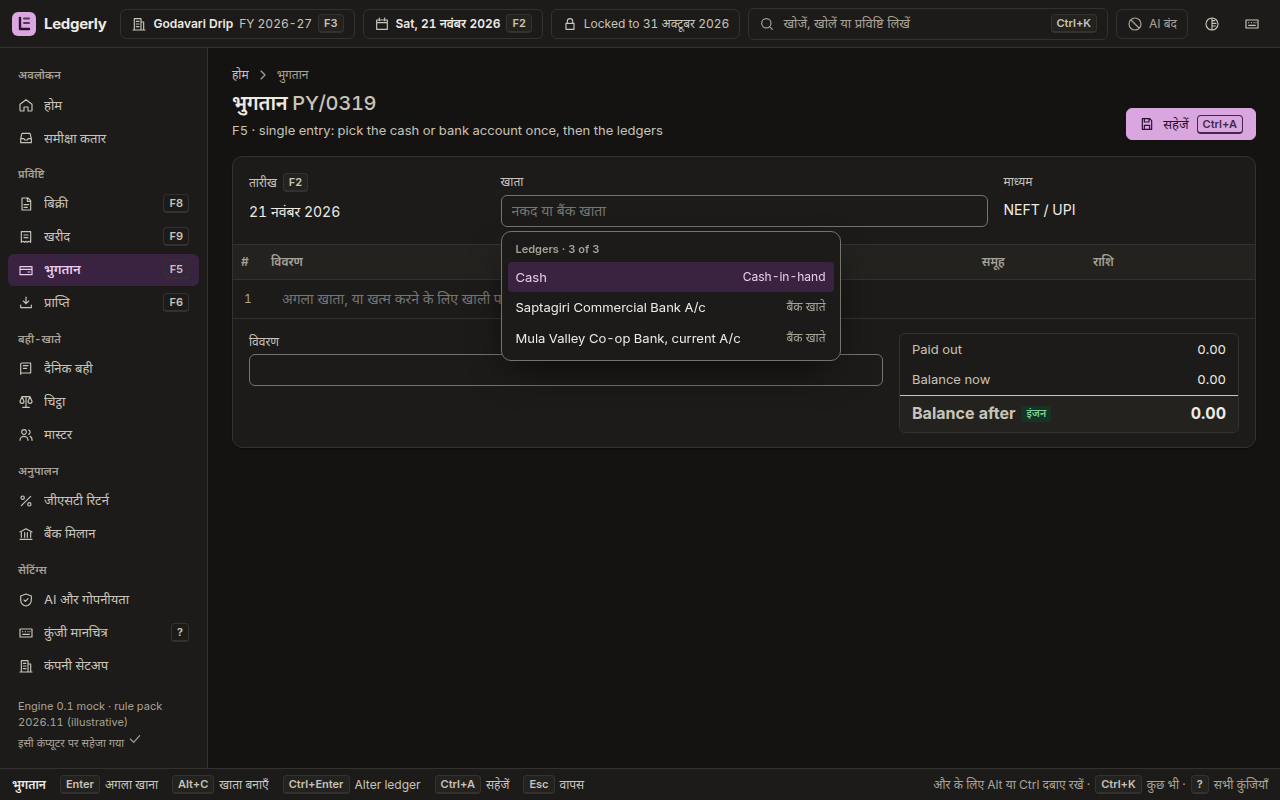 Ledgerly
Godavari Drip FY 2026-27 F3
Sat, 21 नवंबर 2026 F2
Locked to 31 अक्टूबर 2026
खोजें, खोलें या प्रविष्टि लिखें Ctrl+K
AI बंद
अवलोकन
होम
समीक्षा कतार
प्रविष्टि
बिक्री F8
खरीद F9
भुगतान F5
प्राप्ति F6
बही-खाते
दैनिक बही
चिट्ठा
मास्टर
अनुपालन
जीएसटी रिटर्न
बैंक मिलान
सेटिंग्स
AI और गोपनीयता
कुंजी मानचित्र ?
कंपनी सेटअप
Engine 0.1 mock · rule pack
2026.11 (illustrative)
इसी कंप्यूटर पर सहेजा गया
होम भुगतान
भुगतान PY/0319
F5 · single entry: pick the cash or bank account once, then the ledgers
सहेजें Ctrl+A
तारीख F2 खाता माध्यम
21 नवंबर 2026 नकद या बैंक खाता NEFT / UPI
# विवरण समूह राशि
1 अगला खाता, या खत्म करने के लिए खाली
Ledgers · 3 of 3
Cash Cash-in-hand
Saptagiri Commercial Bank A/c बैंक खाते
Mula Valley Co-op Bank, current A/c बैंक खाते
विवरण
Paid out 0.00
Balance now 0.00
Balance after इंजन 0.00
भुगतान Enter अगला खाना Alt+C खाता बनाएँ Ctrl+Enter Alter ledger Ctrl+A सहेजें Esc वापस
और के लिए Alt या Ctrl दबाए रखें · Ctrl+K कुछ भी · ? सभी कुंजियाँ